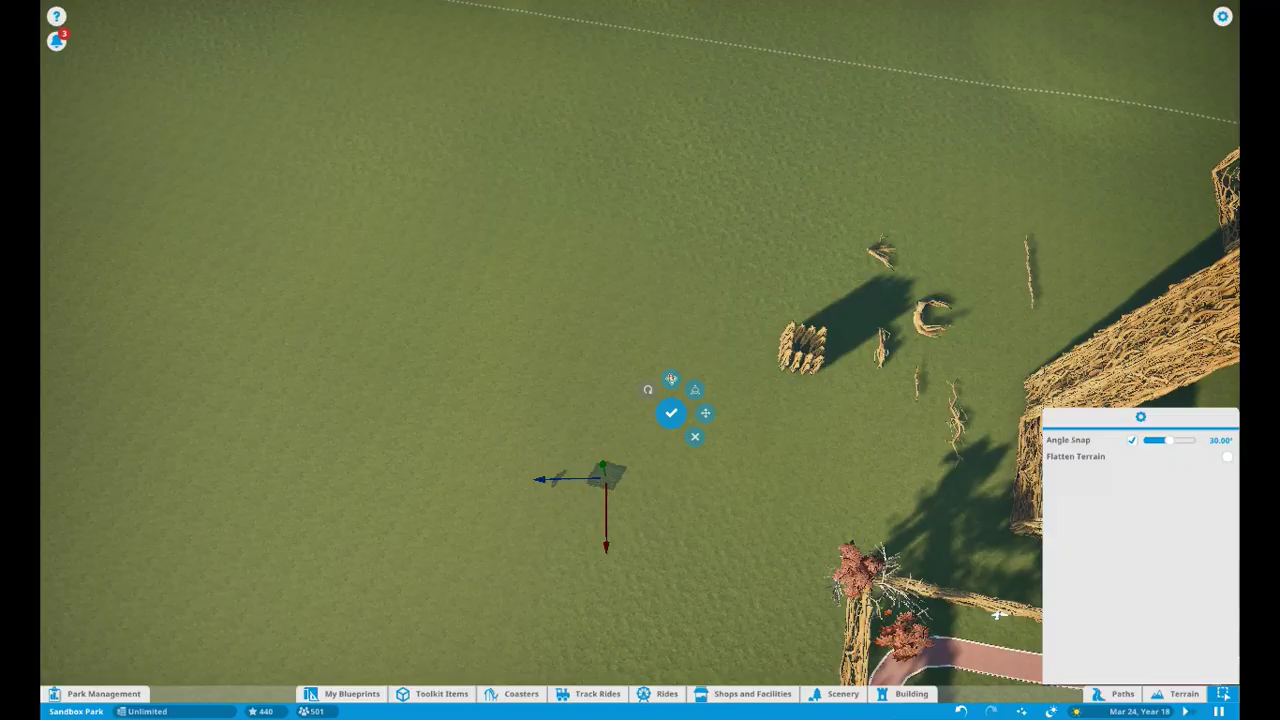 ?
3
Angle Snap 30.00°
Flatten Terrain
Park Management My Blueprints Toolkit Items Coasters Track Rides Rides Shops and Facilities Scenery Building Paths Terrain
Sandbox Park Unlimited 440 501 Mar 24, Year 18